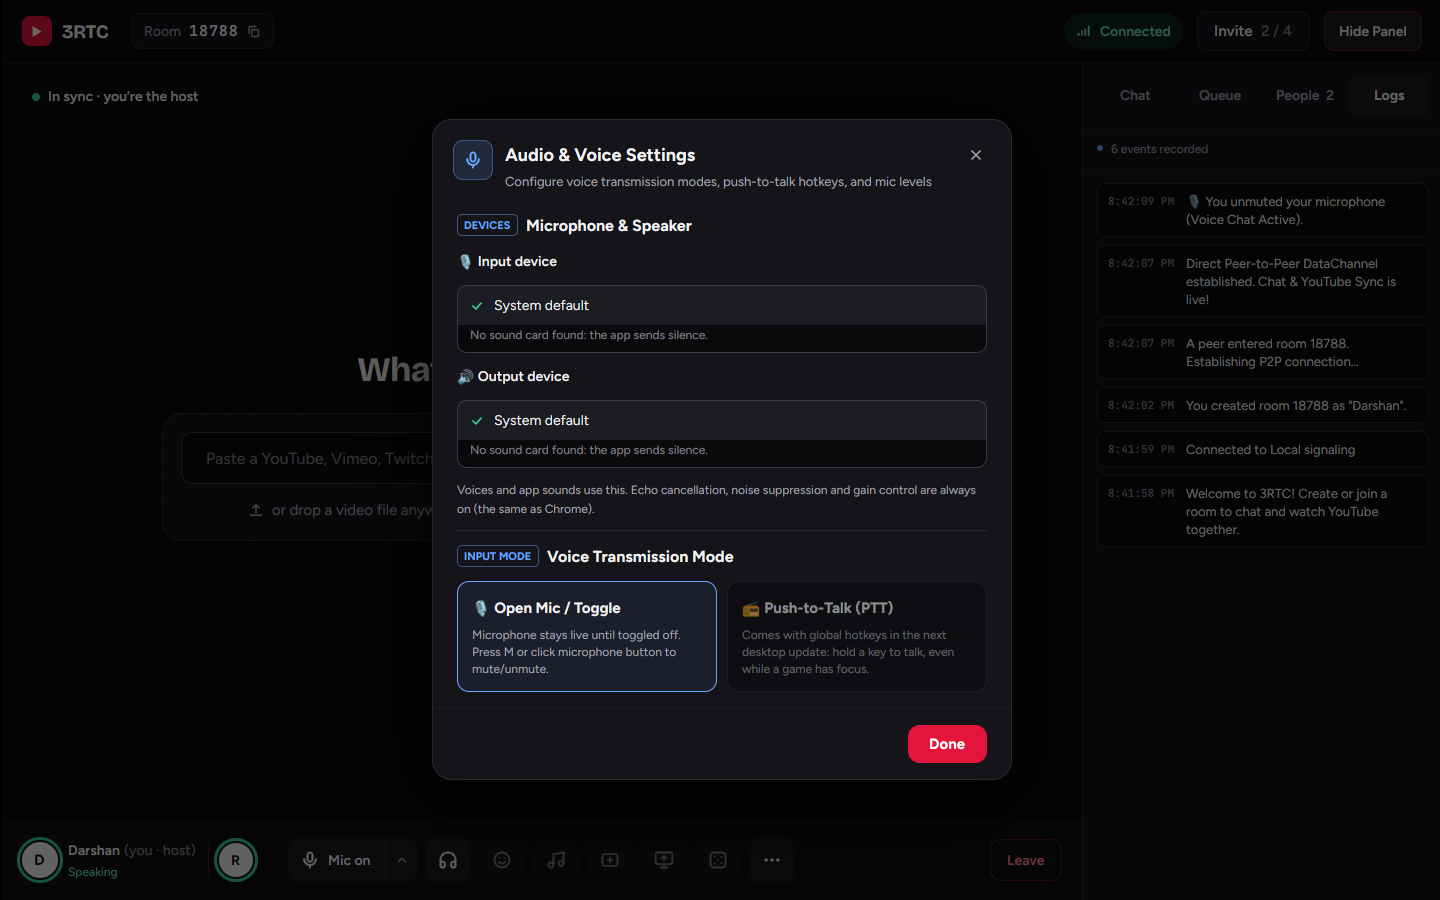 3RTC
Room 18788
Connected
Invite 2 / 4
Hide Panel
In sync · you're the host
Chat
Queue
People 2
Logs
6 events recorded
8:42:09 PM 🎙️ You unmuted your microphone
(Voice Chat Active).
8:42:07 PM Direct Peer-to-Peer DataChannel
established. Chat & YouTube Sync is
live!
8:42:07 PM A peer entered room 18788.
Establishing P2P connection...
8:42:02 PM You created room 18788 as "Darshan".
8:41:59 PM Connected to Local signaling
8:41:58 PM Welcome to 3RTC! Create or join a
room to chat and watch YouTube
together.
Paste a YouTube, Vimeo, Twitch
or drop a video file
Audio & Voice Settings
Configure voice transmission modes, push-to-talk hotkeys, and mic levels
DEVICES Microphone & Speaker
🎙️ Input device
System default
No sound card found: the app sends silence.
🔊 Output device
System default
No sound card found: the app sends silence.
Voices and app sounds use this. Echo cancellation, noise suppression and gain control are always
on (the same as Chrome).
INPUT MODE Voice Transmission Mode
🎙️ Open Mic / Toggle
Microphone stays live until toggled off.
Press M or click microphone button to
mute/unmute.
📻 Push-to-Talk (PTT)
Comes with global hotkeys in the next
desktop update: hold a key to talk, even
while a game has focus.
Done
D
Darshan (you · host)
Speaking
R
Mic on
Leave